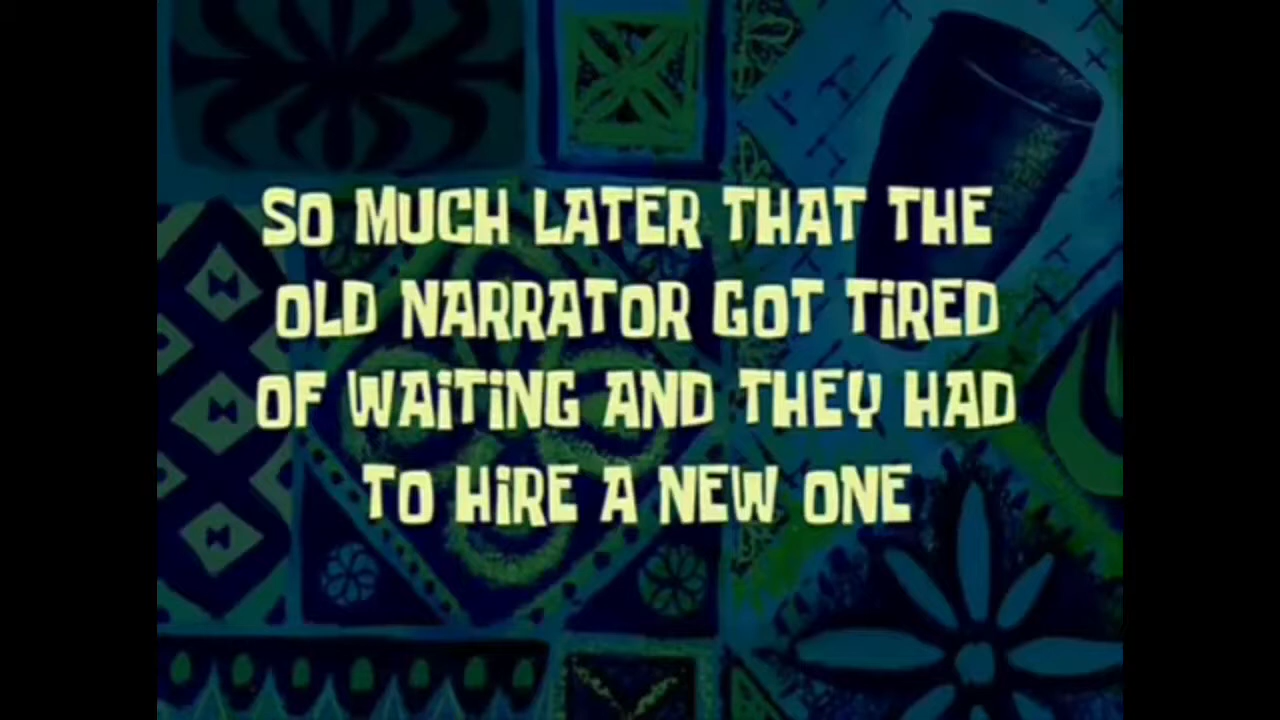 SO MUCH LATER THAT THE
OLD NARRATOR GOT TiRED
OF WAiTiNG AND THEY HAD
TO HiRE A NEW ONE